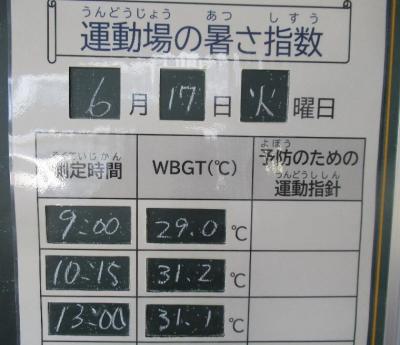 うんどうじょう あつ しすう
運動場の暑さ指数
6月17日火曜日
そくていじかん
測定時間 WBGT(℃) よぼう
予防のための
うんどうししん
運動指針
9:00 29.0 ℃
10:15 31.2 ℃
13:00 31.1 ℃